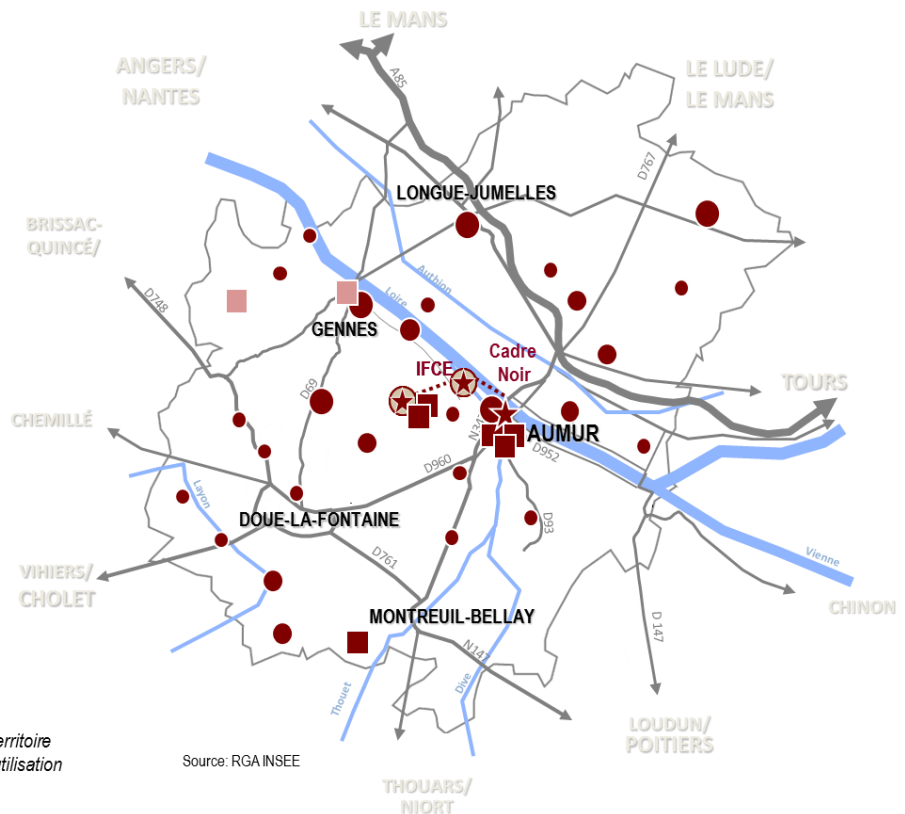 LE MANS
ANGERS/
NANTES
LE LUDE/
LE MANS
A85
D767
LONGUE-JUMELLES
BRISSAC-
QUINCÉ/
Authion
Loire
D748
GENNES
Cadre
Noir
IFCE
D69
TOURS
CHEMILLÉ
N347
AUMUR
D952
D960
Layon
DOUE-LA-FONTAINE
D93
D761
Vienne
VIHIERS/
CHOLET
CHINON
MONTREUIL-BELLAY
D 147
N147
Thouet
Dive
LOUDUN/
POITIERS
erritoire
utilisation
Source: RGA INSEE
THOUARS/
NIORT